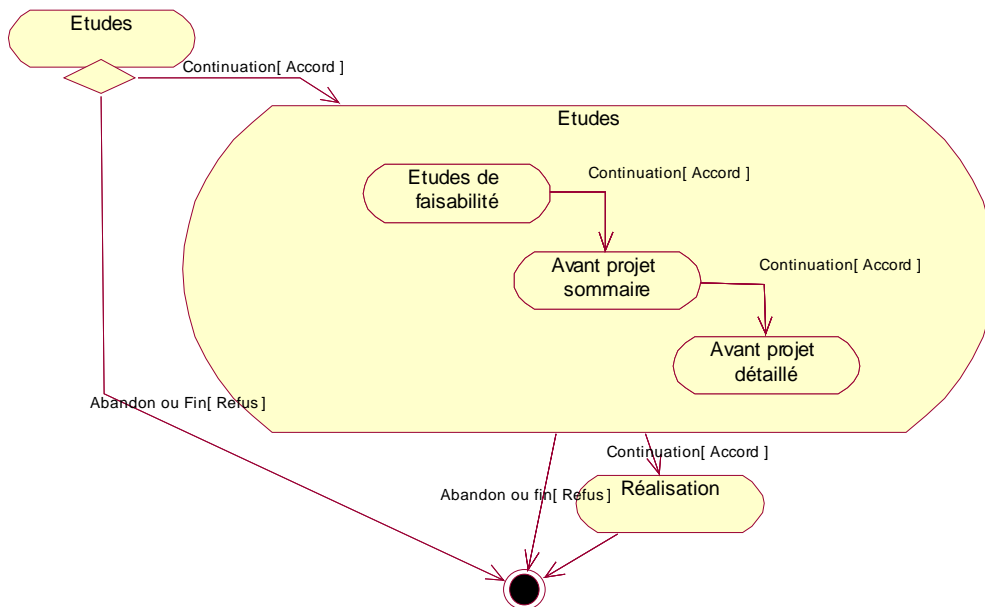 Etudes
Continuation[ Accord ]
Etudes
Etudes de
faisabilité
Continuation[ Accord ]
Avant projet
sommaire
Continuation[ Accord ]
Avant projet
détaillé
Abandon ou Fin[ Refus ]
Continuation[ Accord ]
Abandon ou fin[ Refus ]
Réalisation